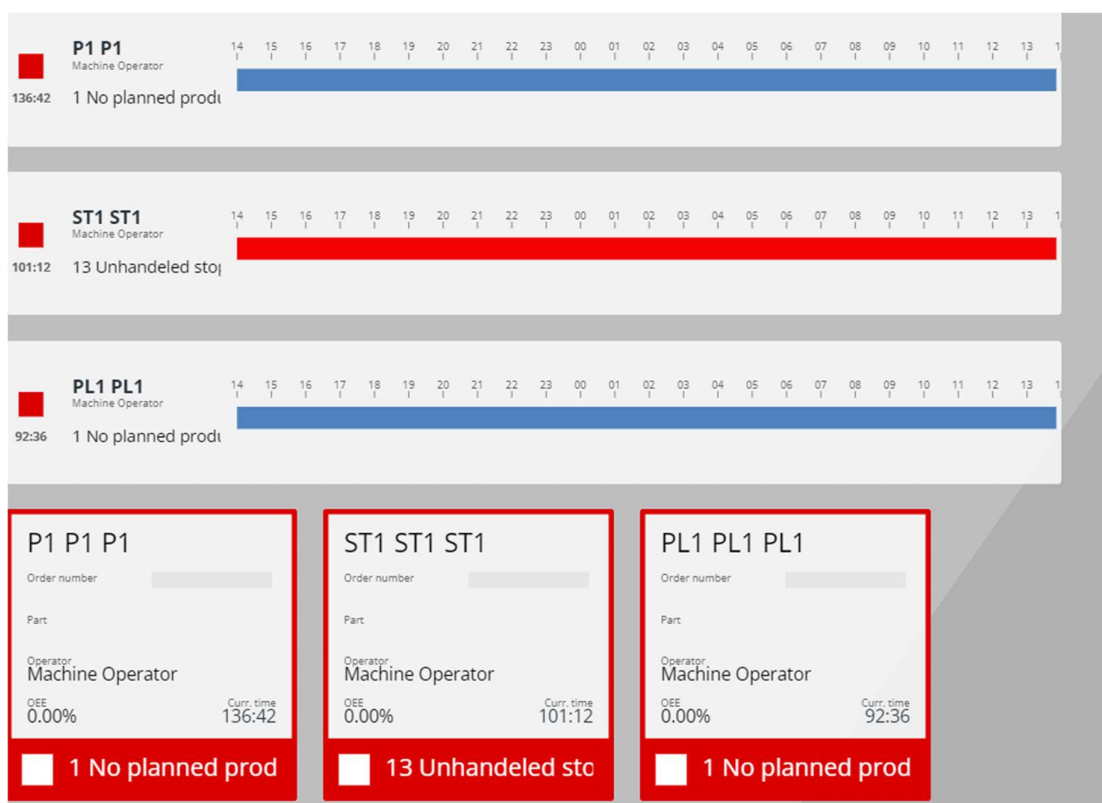 P1 P1
Machine Operator
14 15 16 17 18 19 20 21 22 23 00 01 02 03 04 05 06 07 08 09 10 11 12 13 1
136:42 1 No planned produ
ST1 ST1
Machine Operator
14 15 16 17 18 19 20 21 22 23 00 01 02 03 04 05 06 07 08 09 10 11 12 13 1
101:12 13 Unhandeled stop
PL1 PL1
Machine Operator
14 15 16 17 18 19 20 21 22 23 00 01 02 03 04 05 06 07 08 09 10 11 12 13 1
92:36 1 No planned produ
P1 P1 P1
Order number
Part
Operator
Machine Operator
OEE Curr. time
0.00% 136:42
1 No planned prod
ST1 ST1 ST1
Order number
Part
Operator
Machine Operator
OEE Curr. time
0.00% 101:12
13 Unhandeled sto
PL1 PL1 PL1
Order number
Part
Operator
Machine Operator
OEE Curr. time
0.00% 92:36
1 No planned prod